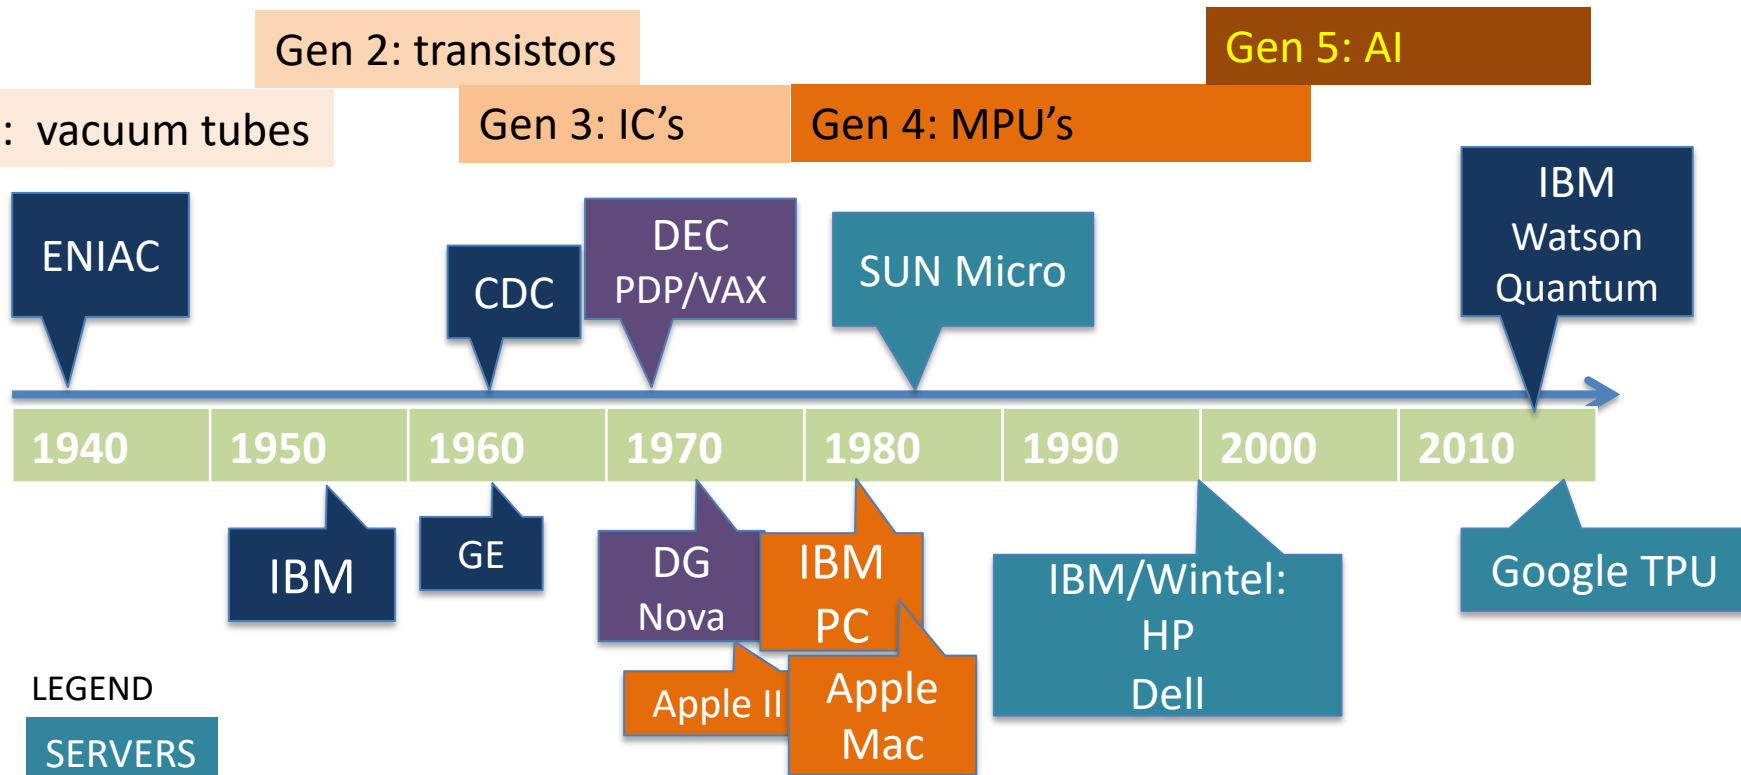 Gen 2: transistors
Gen 5: AI
: vacuum tubes
Gen 3: IC’s
Gen 4: MPU’s
ENIAC
CDC
DEC
PDP/VAX
SUN Micro
IBM
Watson
Quantum
1940 1950 1960 1970 1980 1990 2000 2010
IBM
GE
DG
Nova
IBM
PC
Apple II
Apple
Mac
IBM/Wintel:
HP
Dell
Google TPU
LEGEND
SERVERS